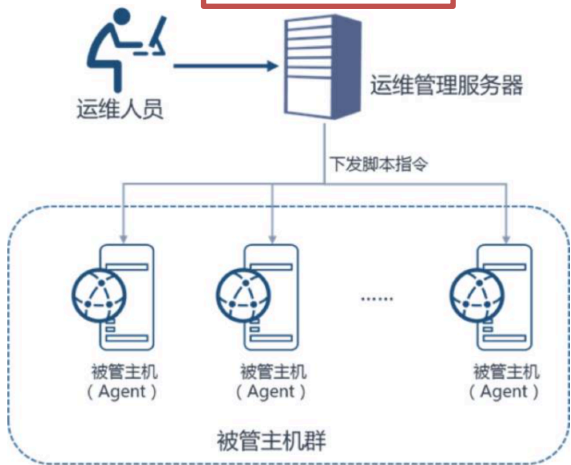 运维人员
运维管理服务器
下发脚本指令
......
被管主机
(Agent)
被管主机
(Agent)
被管主机
(Agent)
被管主机群